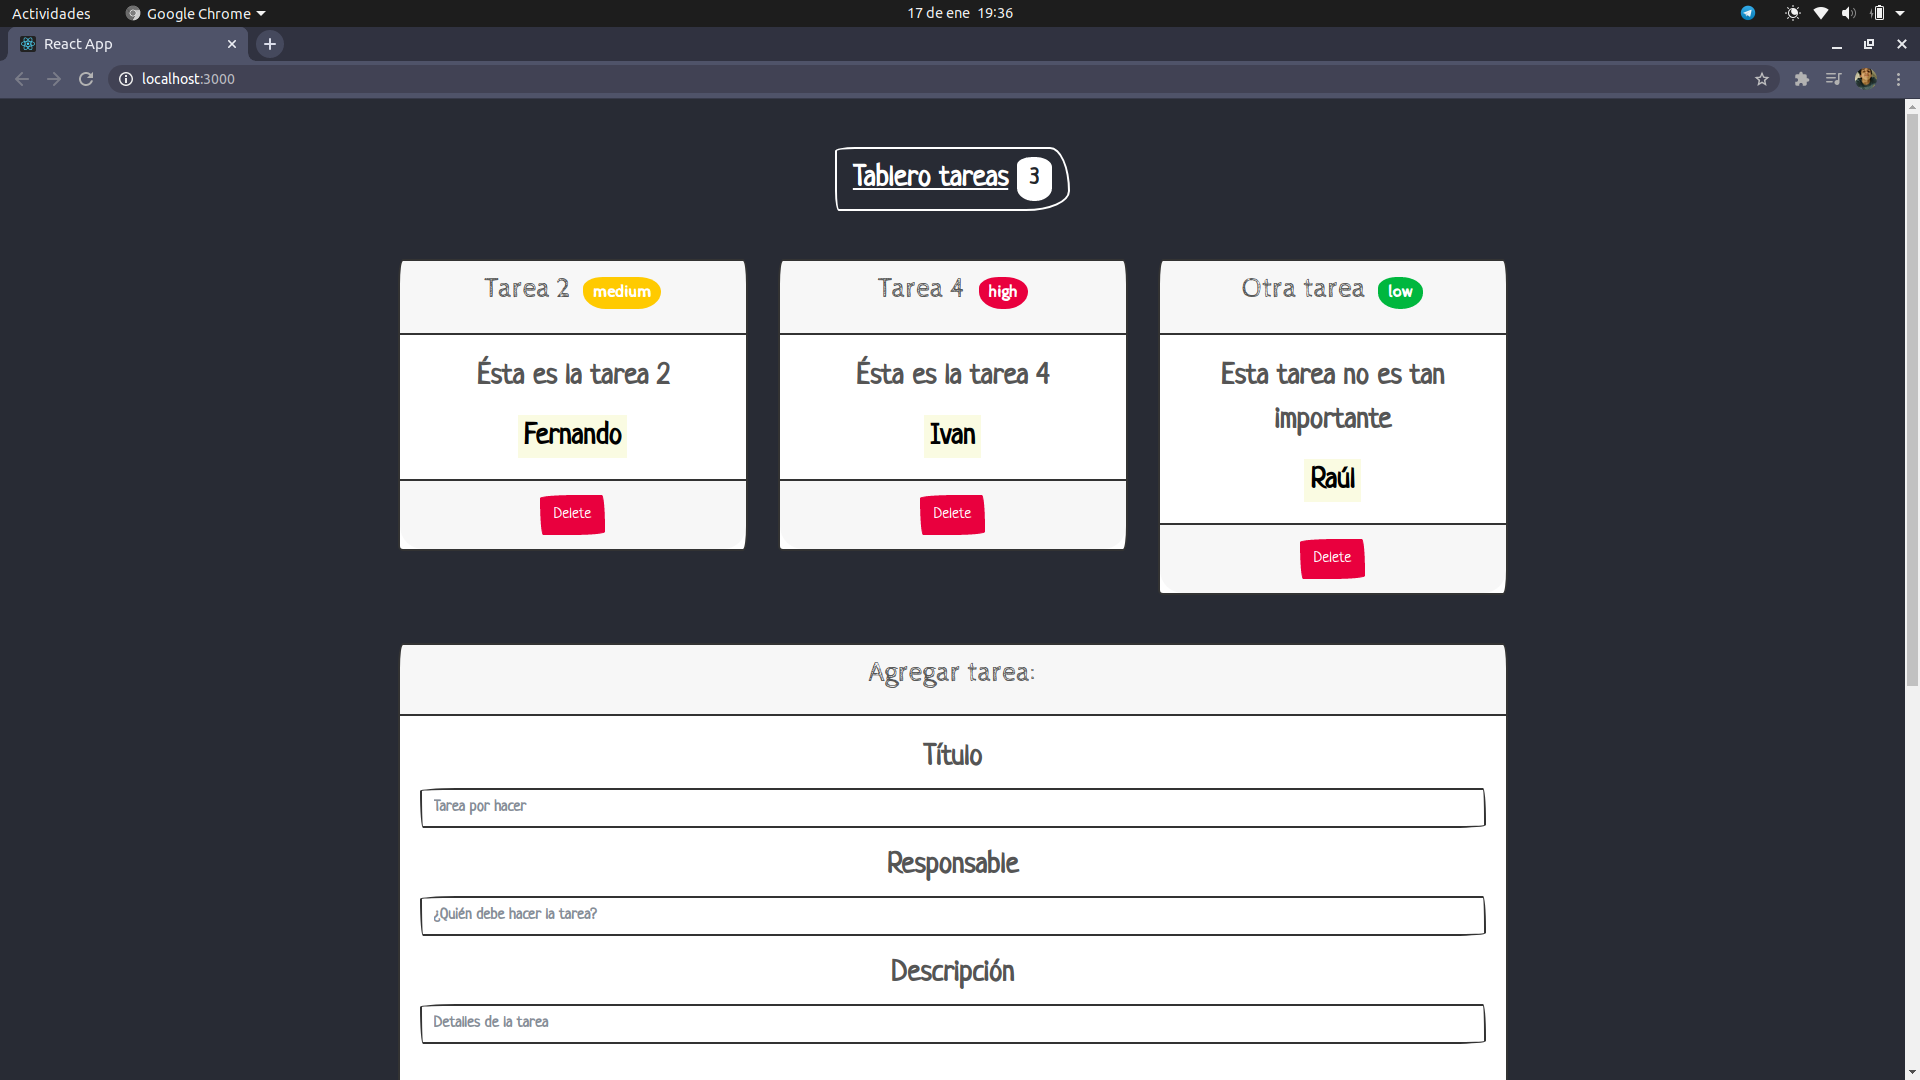 Actividades
Google Chrome
17 de ene 19:36
React App
localhost:3000
Tablero tareas 3
Tarea 2 medium
Ésta es la tarea 2
Fernando
Delete
Tarea 4 high
Ésta es la tarea 4
Ivan
Delete
Otra tarea low
Esta tarea no es tan
importante
Raúl
Delete
Agregar tarea:
Título
Tarea por hacer
Responsable
¿Quién debe hacer la tarea?
Descripción
Detalles de la tarea